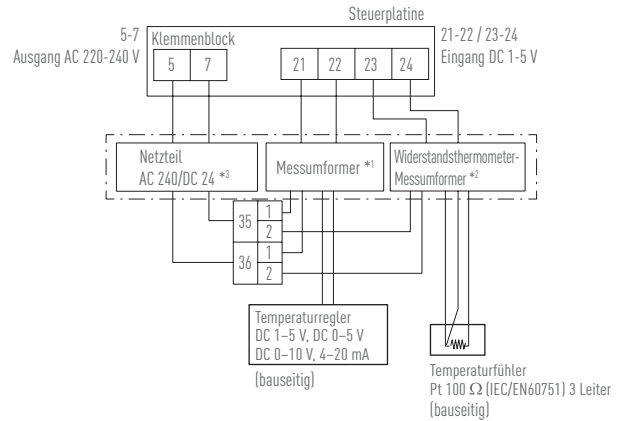 Steuerplatine
5-7
Ausgang AC 220-240 V
Klemmenblock
5 7 21 22 23 24
21-22 / 23-24
Eingang DC 1-5 V
Netzteil
AC 240/DC 24 *3
Messumformer *1
Widerstandsthermometer-
Messumformer *2
35 1
2
36 1
2
Temperaturregler
DC 1–5 V, DC 0–5 V
DC 0–10 V, 4–20 mA
(bauseitig)
Temperaturfühler
Pt 100 Ω (IEC/EN60751) 3 Leiter
(bauseitig)